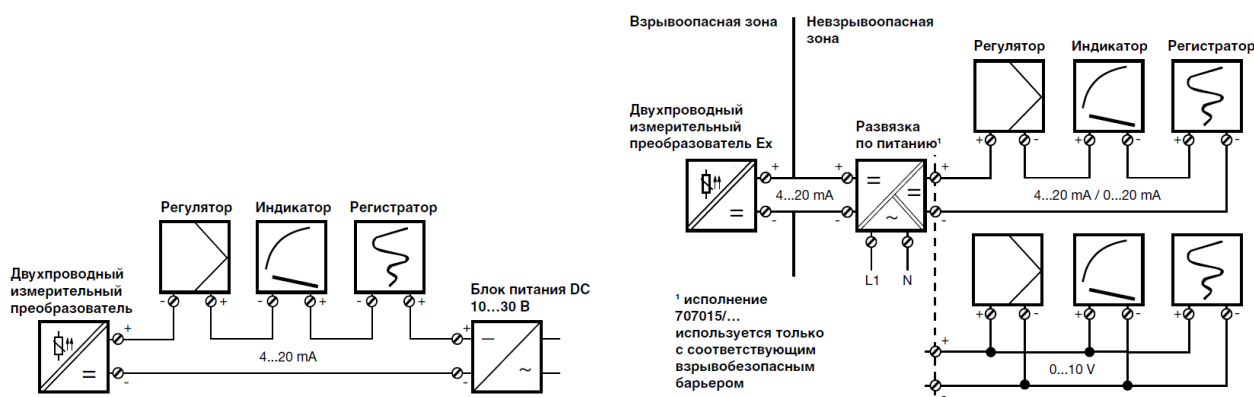 Регулятор Индикатор Регистратор
Двухпроводный
измерительный
преобразователь
- + - + - +
Блок питания DC
10...30 В
+ +
4...20 mA
- -
Взрывоопасная зона
Невзрывоопасная
зона
Регулятор Индикатор Регистратор
Двухпроводный
измерительный
преобразователь Ex
Развязка
по питанию¹
+ - + - + -
+ + +
4...20 mA
4...20 mA / 0...20 mA
- - -
L1 N
¹ исполнение
707015/...
используется только
с соответствующим
взрывобезопасным
барьером
+ - + - + -
+
0...10 V